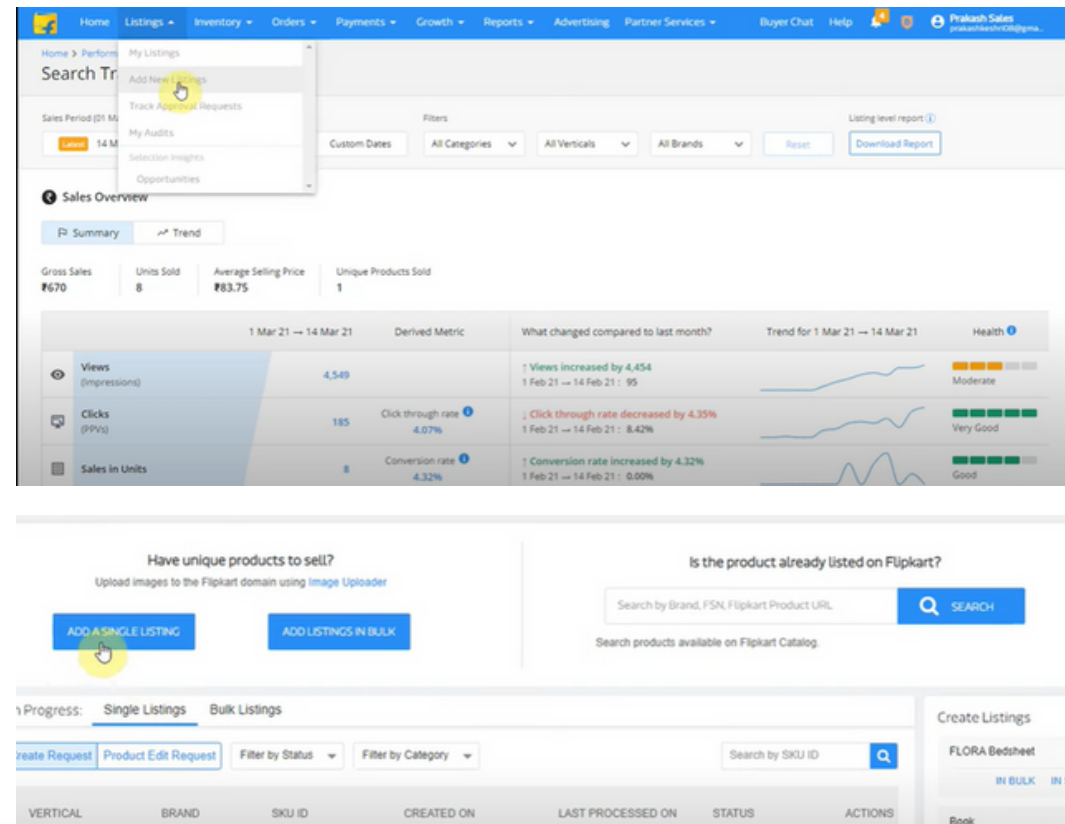 Home Listings Inventory Orders Payments Growth Reports Advertising Partner Services Buyer Chat Help Prakash Sales
Home > Perform My Listings
Search Tr Add New Listings
Track Approval Requests
My Audits
Selection Insights
Opportunities
Sales Period (01 Filters Listing level report
Latest 14 M Custom Dates All Categories All Verticals All Brands Reset Download Report
Sales Overview
Summary Trend
Gross Sales Units Sold Average Selling Price Unique Products Sold
₹670 8 ₹83.75 1
1 Mar 21 → 14 Mar 21 Derived Metric What changed compared to last month? Trend for 1 Mar 21 → 14 Mar 21 Health
Views ↑ Views increased by 4,454
(Impressions) 4,549 1 Feb 21 → 14 Feb 21 : 95 Moderate
Clicks Click through rate ↓ Click through rate decreased by 4.35%
(PPVs) 185 4.07% 1 Feb 21 → 14 Feb 21 : 8.42% Very Good
Sales in Units 8 Conversion rate ↑ Conversion rate increased by 4.32%
4.32% 1 Feb 21 → 14 Feb 21 : 0.00% Good
Have unique products to sell? Is the product already listed on Flipkart?
Upload images to the Flipkart domain using Image Uploader
Search by Brand, FSN, Flipkart Product URL SEARCH
ADD A SINGLE LISTING ADD LISTINGS IN BULK
Search products available on Flipkart Catalog.
n Progress: Single Listings Bulk Listings Create Listings
reate Request Product Edit Request Filter by Status Filter by Category Search by SKU ID FLORA Bedsheet
IN BULK IN
VERTICAL BRAND SKU ID CREATED ON LAST PROCESSED ON STATUS ACTIONS Book